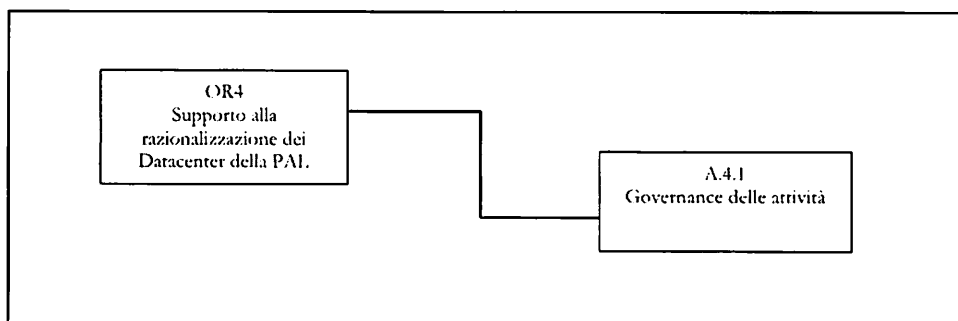 OR4
Supporto alla
razionalizzazione dei
Datacenter della PAL
A.4.1
Governance delle attività